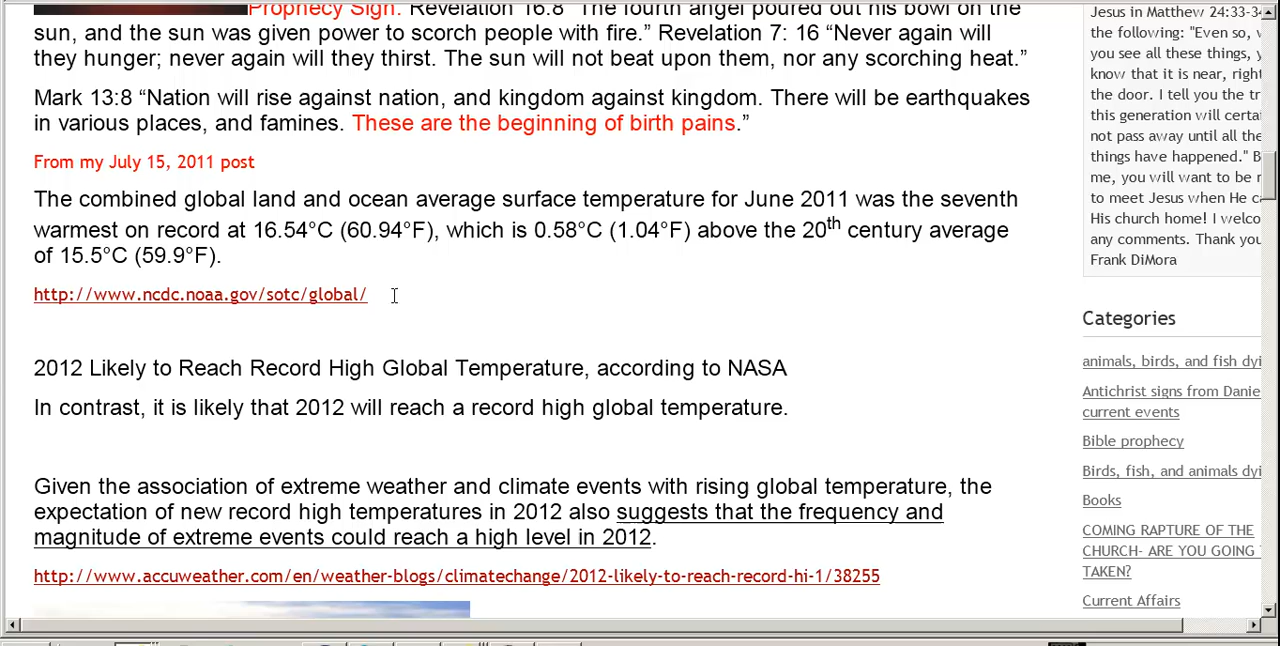 Prophecy Sign: Revelation 16:8 “The fourth angel poured out his bowl on the
sun, and the sun was given power to scorch people with fire.” Revelation 7: 16 “Never again will
they hunger; never again will they thirst. The sun will not beat upon them, nor any scorching heat.”
Mark 13:8 “Nation will rise against nation, and kingdom against kingdom. There will be earthquakes
in various places, and famines. These are the beginning of birth pains.”
From my July 15, 2011 post
The combined global land and ocean average surface temperature for June 2011 was the seventh
warmest on record at 16.54°C (60.94°F), which is 0.58°C (1.04°F) above the 20th century average
of 15.5°C (59.9°F).
http://www.ncdc.noaa.gov/sotc/global/
2012 Likely to Reach Record High Global Temperature, according to NASA
In contrast, it is likely that 2012 will reach a record high global temperature.
Given the association of extreme weather and climate events with rising global temperature, the
expectation of new record high temperatures in 2012 also suggests that the frequency and
magnitude of extreme events could reach a high level in 2012.
http://www.accuweather.com/en/weather-blogs/climatechange/2012-likely-to-reach-record-hi-1/38255
Jesus in Matthew 24:33-34
the following: "Even so,
you see all these things,
know that it is near, right
the door. I tell you the
this generation will
not pass away until all
things have happened."
me, you will want to be
to meet Jesus when He
His church home! I
any comments. Thank you
Frank DiMora
Categories
animals, birds, and fish
Antichrist signs from
current events
Bible prophecy
Birds, fish, and animals
Books
COMING RAPTURE OF THE
CHURCH- ARE YOU GOING
TAKEN?
Current Affairs